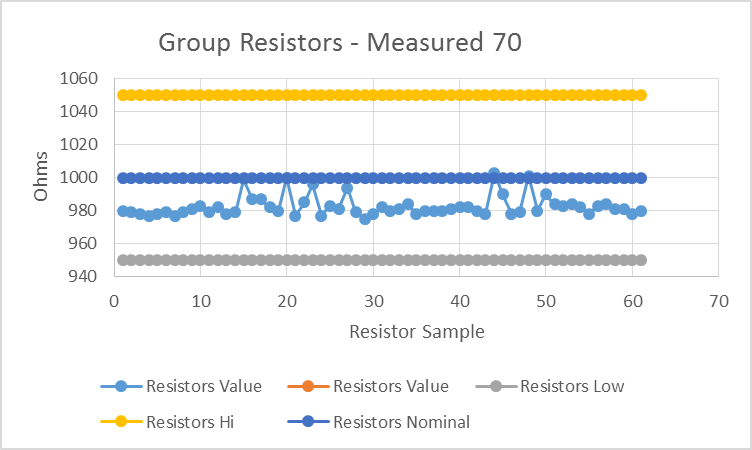 Group Resistors - Measured 70
1060
1040
1020
1000
980
960
940
Ohms
0 10 20 30 40 50 60 70
Resistor Sample
Resistors Value Resistors Value Resistors Low
Resistors Hi Resistors Nominal